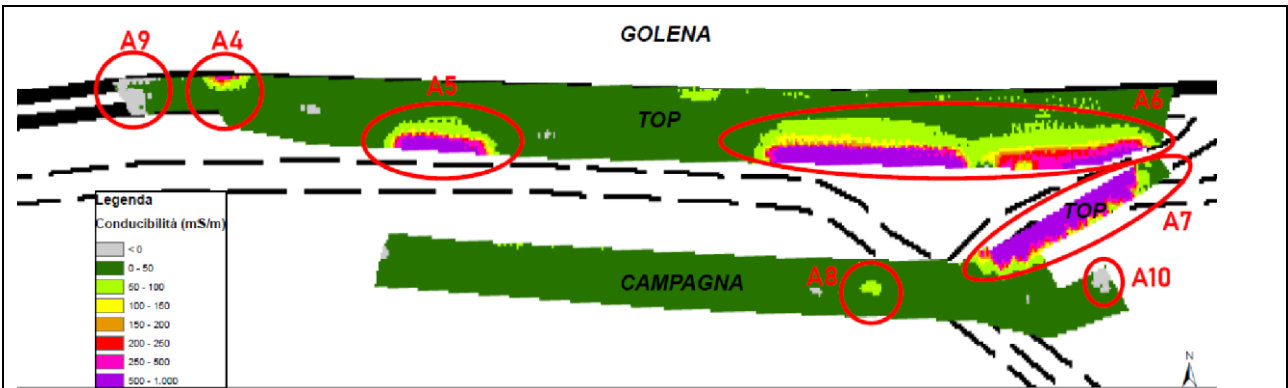 GOLENA
A9
A4
A5
TOP
A6
TOP
A7
Legenda
Conducibilità (mS/m)
< 0
0 - 50
50 - 100
100 - 150
150 - 200
200 - 250
250 - 500
500 - 1.000
CAMPAGNA
A8
A10
N